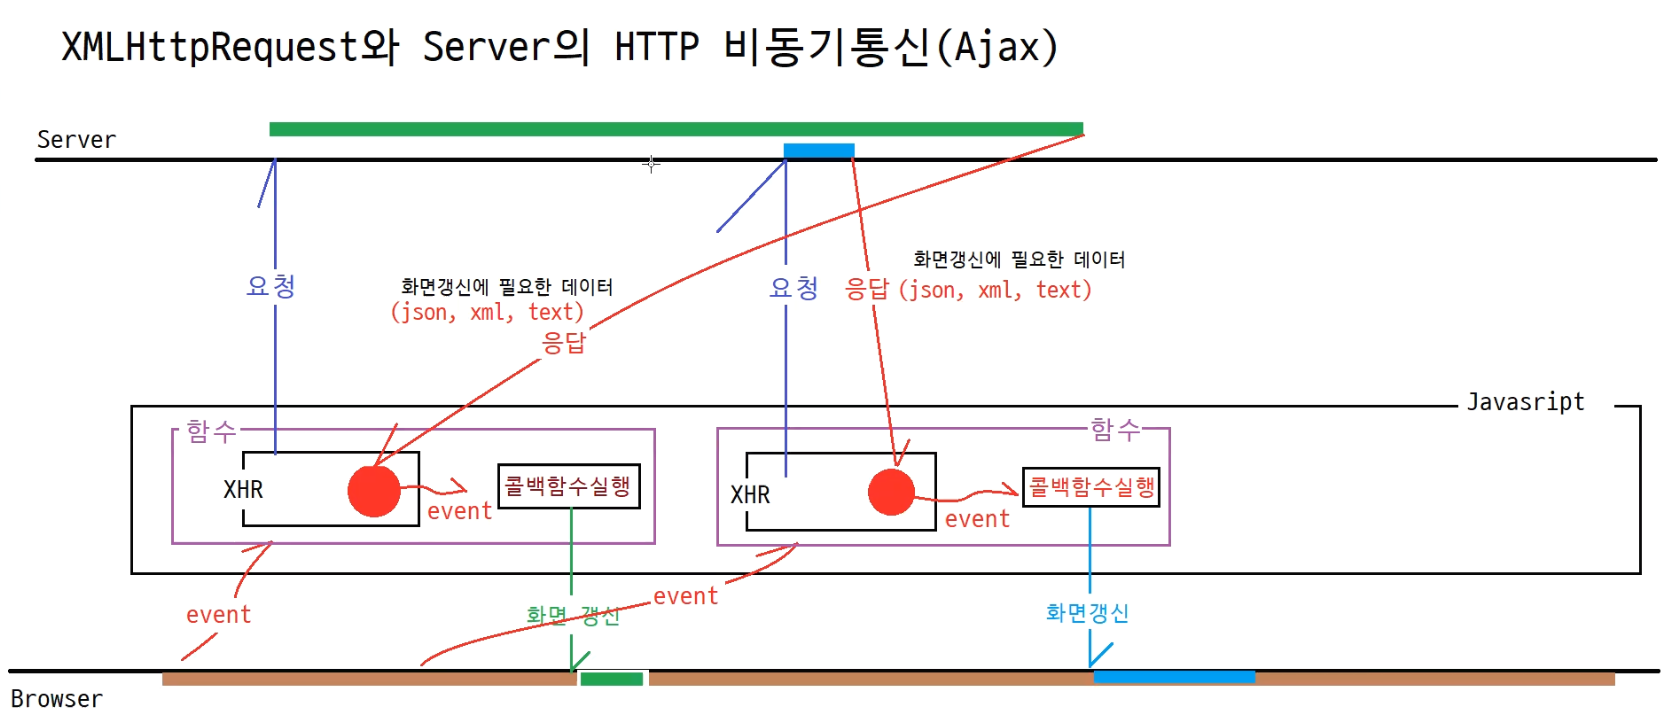 XMLHttpRequest와 Server의 HTTP 비동기통신(Ajax)
Server
요청
화면갱신에 필요한 데이터
(json, xml, text)
응답
요청
화면갱신에 필요한 데이터
응답 (json, xml, text)
Javasript
함수
XHR
event
콜백함수실행
함수
XHR
event
콜백함수실행
event
화면 갱신
event
화면갱신
Browser